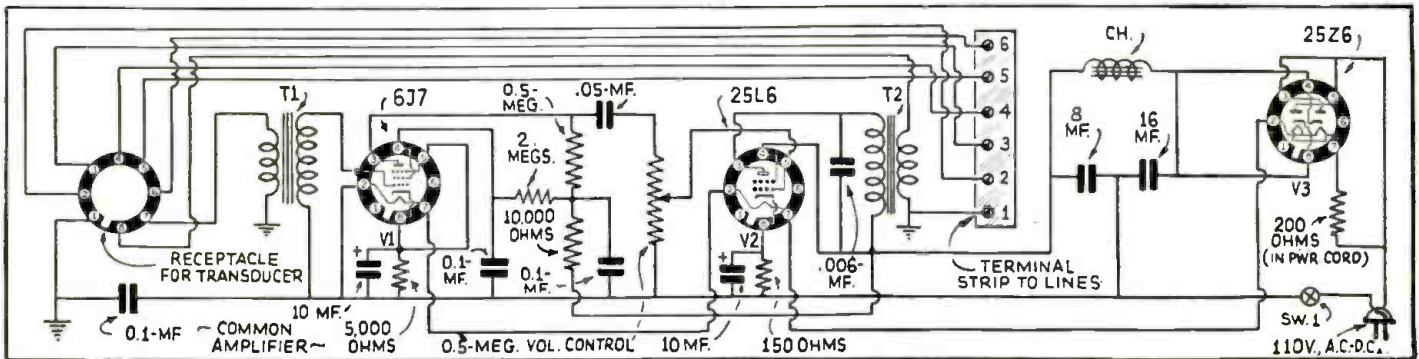 T1
6J7
0.5-
MEG.
.05-MF.
25L6
T2
6
5
4
3
2
1
CH.
25Z6
8
MF.
16
MF.
2
MEGS.
10,000
OHMS
V1
V2
V3
200
OHMS
(IN PWR CORD)
RECEPTACLE
FOR TRANSDUCER
+
10 MF.
5,000
OHMS
0.1-
MF.
0.1-
MF.
+
.006-
MF.
TERMINAL
STRIP TO LINES
0.1-MF
COMMON
AMPLIFIER
0.5-MEG. VOL. CONTROL
10 MF.
150 OHMS
SW.1
110V., A.C.-D.C.